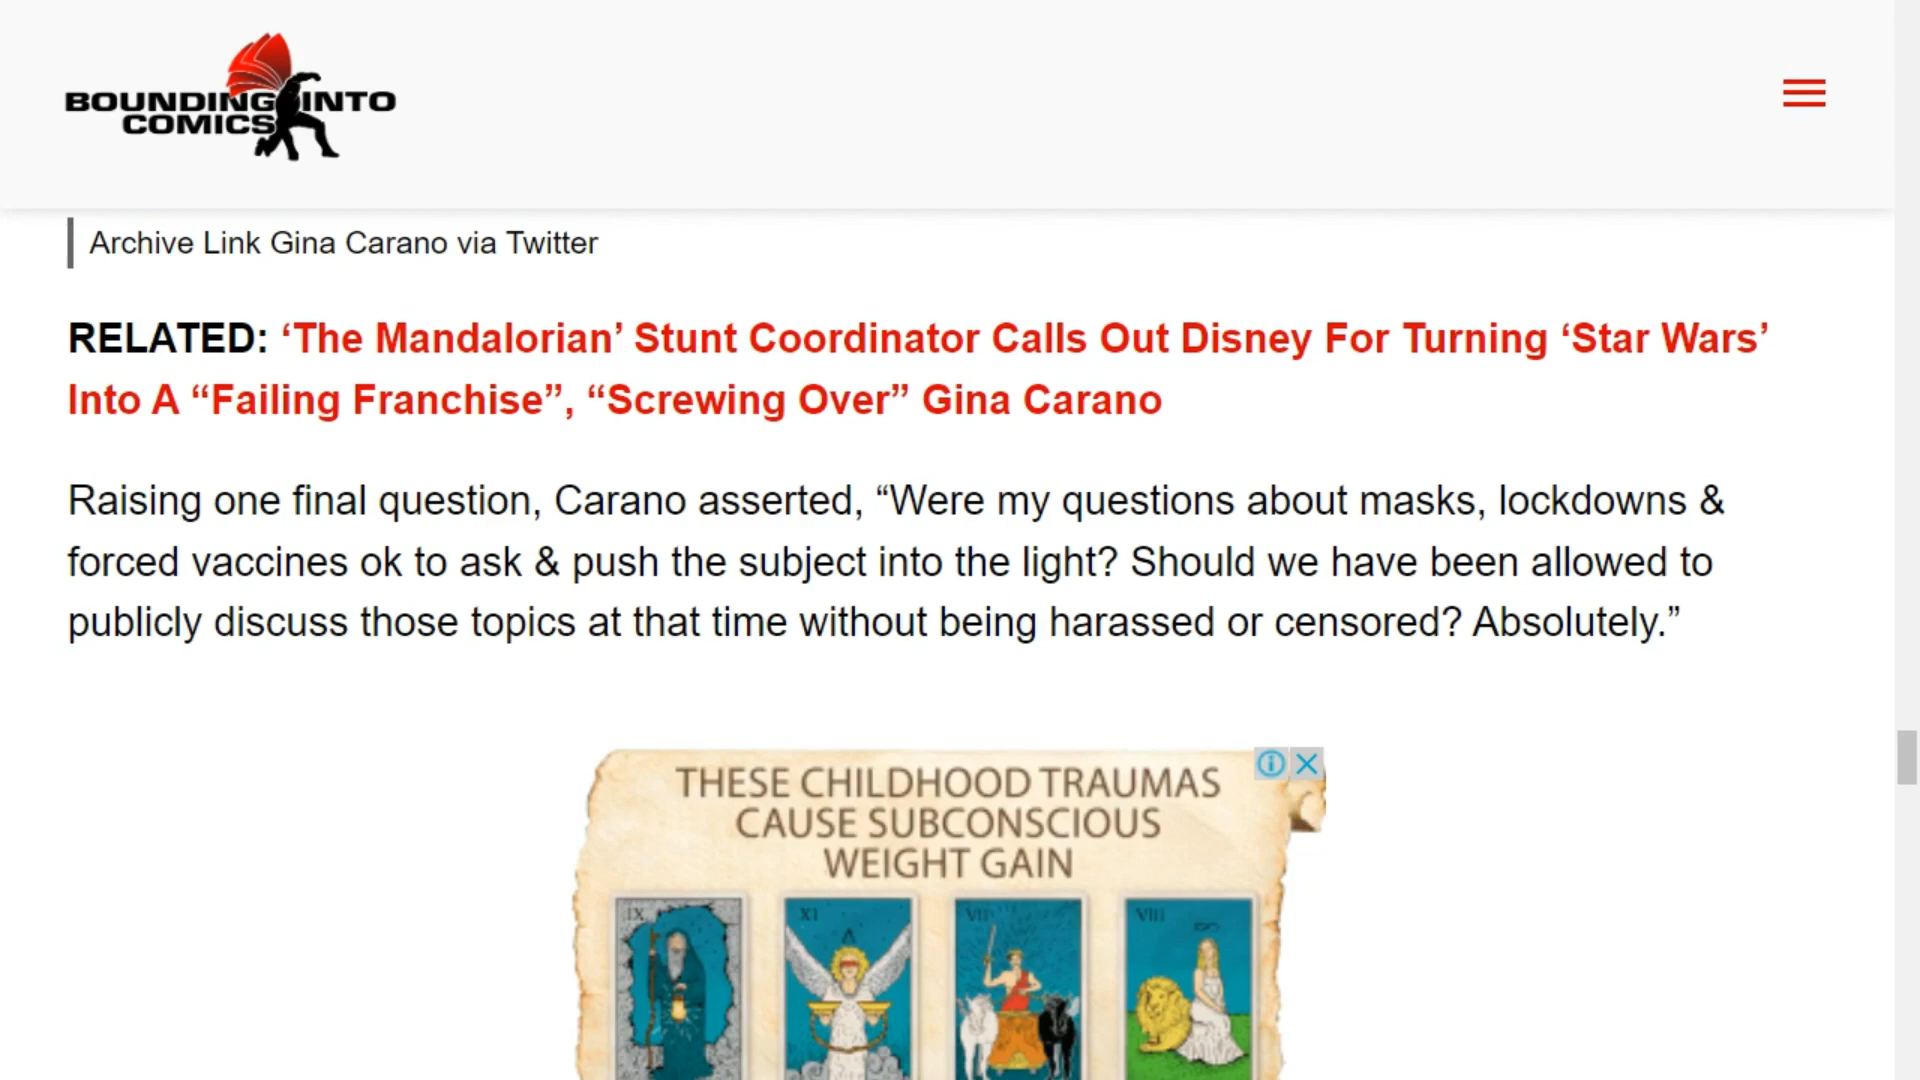 BOUNDING INTO
COMICS
Archive Link Gina Carano via Twitter
RELATED: ‘The Mandalorian’ Stunt Coordinator Calls Out Disney For Turning ‘Star Wars’
Into A “Failing Franchise”, “Screwing Over” Gina Carano
Raising one final question, Carano asserted, “Were my questions about masks, lockdowns &
forced vaccines ok to ask & push the subject into the light? Should we have been allowed to
publicly discuss those topics at that time without being harassed or censored? Absolutely.”
THESE CHILDHOOD TRAUMAS
CAUSE SUBCONSCIOUS
WEIGHT GAIN
IX
XI
VII
VIII